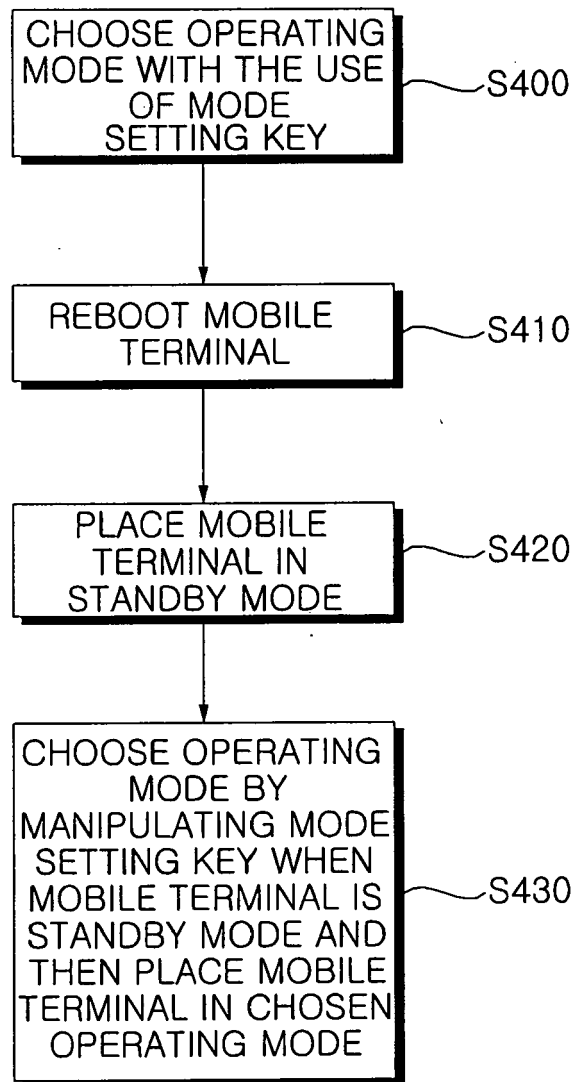 CHOOSE OPERATING
MODE WITH THE USE
OF MODE
SETTING KEY
S400
REBOOT MOBILE
TERMINAL
S410
PLACE MOBILE
TERMINAL IN
STANDBY MODE
S420
CHOOSE OPERATING
MODE BY
MANIPULATING MODE
SETTING KEY WHEN
MOBILE TERMINAL IS
STANDBY MODE AND
THEN PLACE MOBILE
TERMINAL IN CHOSEN
OPERATING MODE
S430